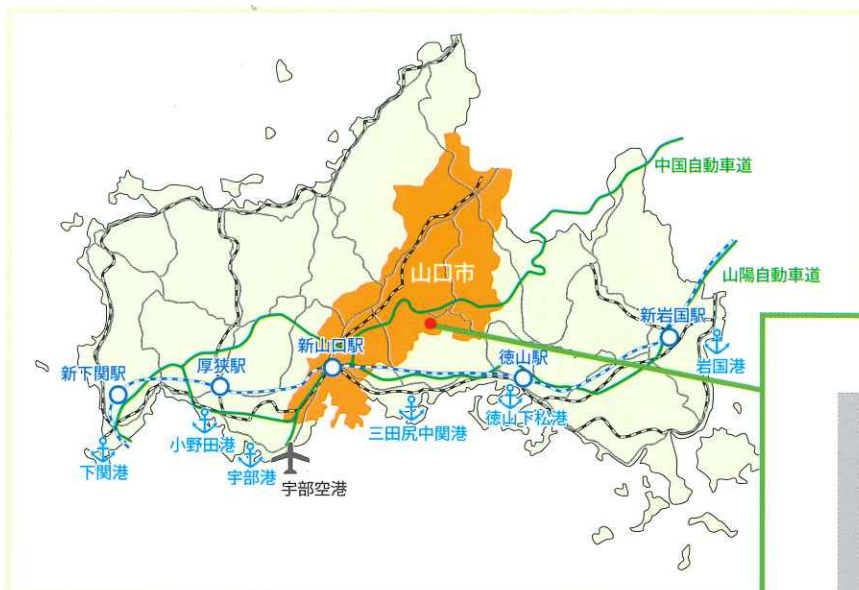 中国自動車道
山口市
山陽自動車道
新岩国駅
新山口駅
徳山駅
岩国港
新下関駅
厚狭駅
三田尻中関港
徳山下松港
小野田港
下関港
宇部港
宇部空港